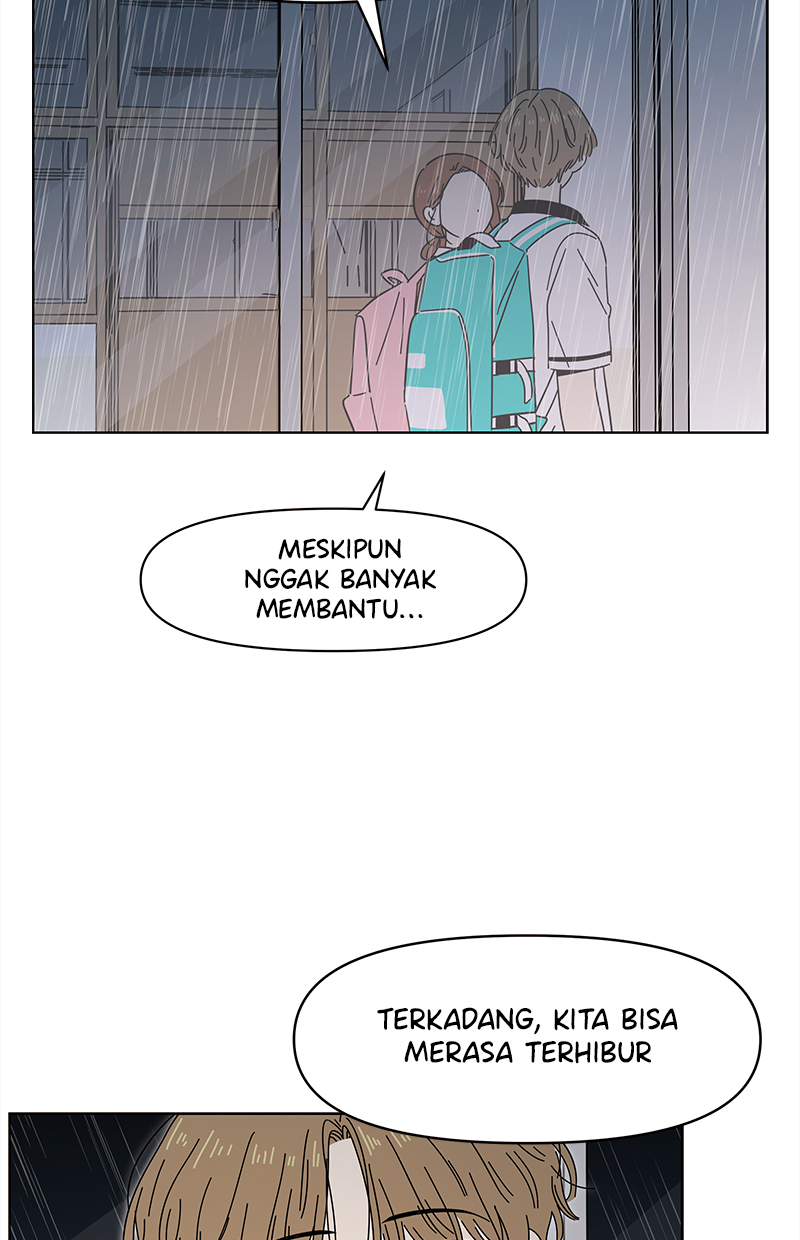 MESKIPUN
NGGAK BANYAK
MEMBANTU...
TERKADANG, KITA BISA
MERASA TERHIBUR